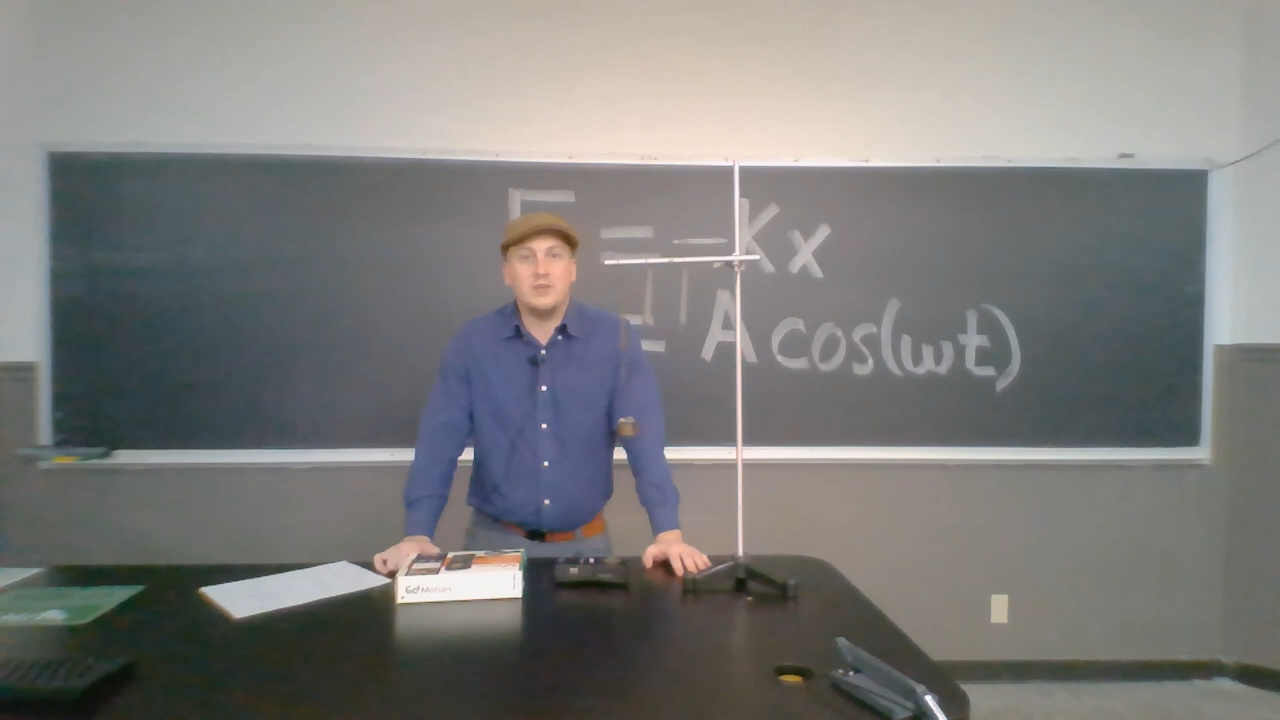 F = -Kx
= A cos(ωt)
Go! Motion